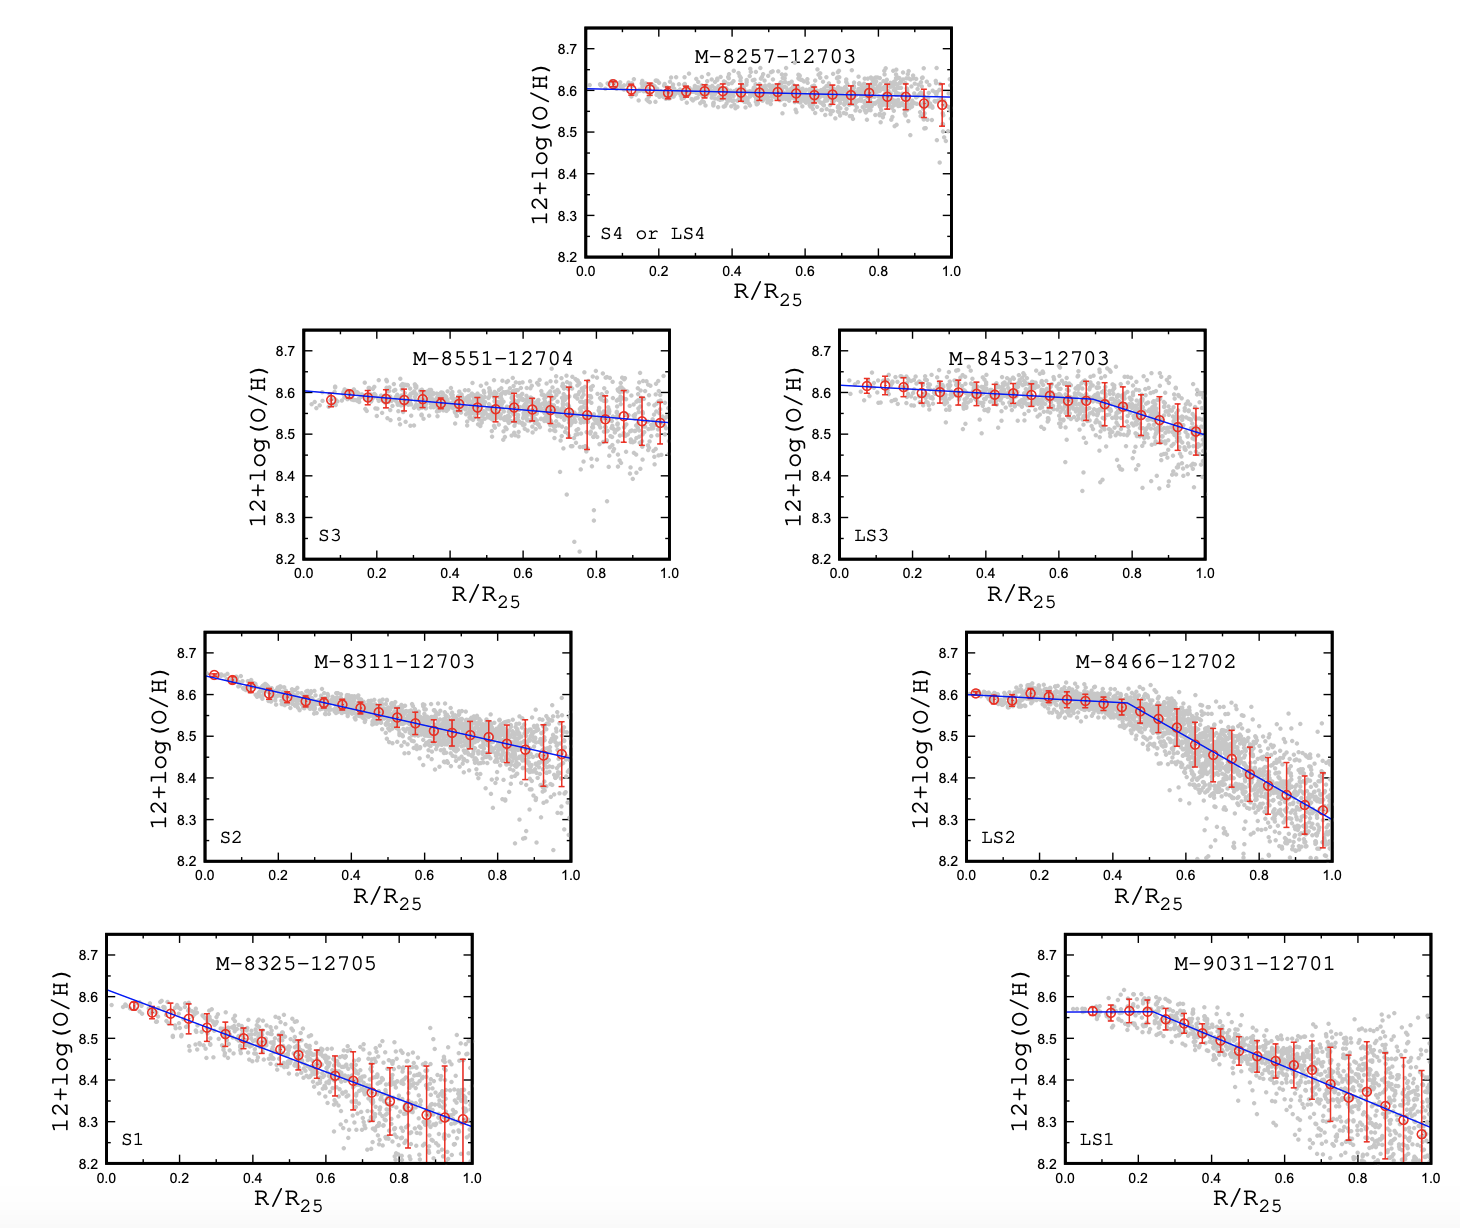 M-8257-12703
12+log(O/H)
8.7
8.6
8.5
8.4
8.3
8.2
S4 or LS4
0.0 0.2 0.4 0.6 0.8 1.0
R/R25
M-8551-12704
12+log(O/H)
8.7
8.6
8.5
8.4
8.3
8.2
S3
0.0 0.2 0.4 0.6 0.8 1.0
R/R25
M-8453-12703
12+log(O/H)
8.7
8.6
8.5
8.4
8.3
8.2
LS3
0.0 0.2 0.4 0.6 0.8 1.0
R/R25
M-8311-12703
12+log(O/H)
8.7
8.6
8.5
8.4
8.3
8.2
S2
0.0 0.2 0.4 0.6 0.8 1.0
R/R25
M-8466-12702
12+log(O/H)
8.7
8.6
8.5
8.4
8.3
8.2
LS2
0.0 0.2 0.4 0.6 0.8 1.0
R/R25
M-8325-12705
12+log(O/H)
8.7
8.6
8.5
8.4
8.3
8.2
S1
0.0 0.2 0.4 0.6 0.8 1.0
R/R25
M-9031-12701
12+log(O/H)
8.7
8.6
8.5
8.4
8.3
8.2
LS1
0.0 0.2 0.4 0.6 0.8 1.0
R/R25